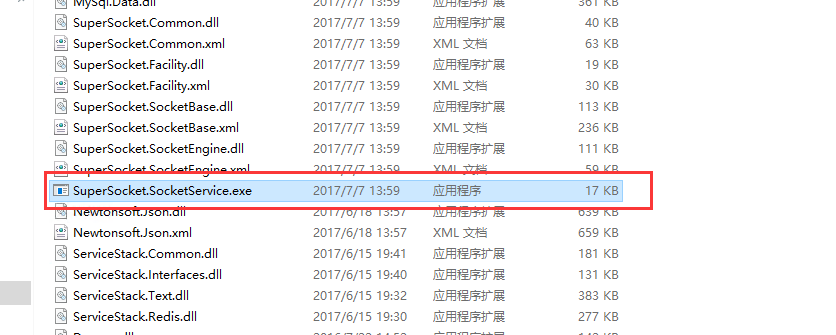 MySql.Data.dll 2017/7/7 13:59 应用程序扩展 361 KB
SuperSocket.Common.dll 2017/7/7 13:59 应用程序扩展 40 KB
SuperSocket.Common.xml 2017/7/7 13:59 XML 文档 63 KB
SuperSocket.Facility.dll 2017/7/7 13:59 应用程序扩展 19 KB
SuperSocket.Facility.xml 2017/7/7 13:59 XML 文档 30 KB
SuperSocket.SocketBase.dll 2017/7/7 13:59 应用程序扩展 113 KB
SuperSocket.SocketBase.xml 2017/7/7 13:59 XML 文档 236 KB
SuperSocket.SocketEngine.dll 2017/7/7 13:59 应用程序扩展 111 KB
SuperSocket.SocketEngine.xml 2017/7/7 13:59 XML 文档 59 KB
SuperSocket.SocketService.exe 2017/7/7 13:59 应用程序 17 KB
Newtonsoft.Json.dll 2017/6/18 13:57 应用程序扩展 639 KB
Newtonsoft.Json.xml 2017/6/18 13:57 XML 文档 659 KB
ServiceStack.Common.dll 2017/6/15 19:41 应用程序扩展 181 KB
ServiceStack.Interfaces.dll 2017/6/15 19:40 应用程序扩展 131 KB
ServiceStack.Text.dll 2017/6/15 19:32 应用程序扩展 383 KB
ServiceStack.Redis.dll 2017/6/15 19:30 应用程序扩展 277 KB